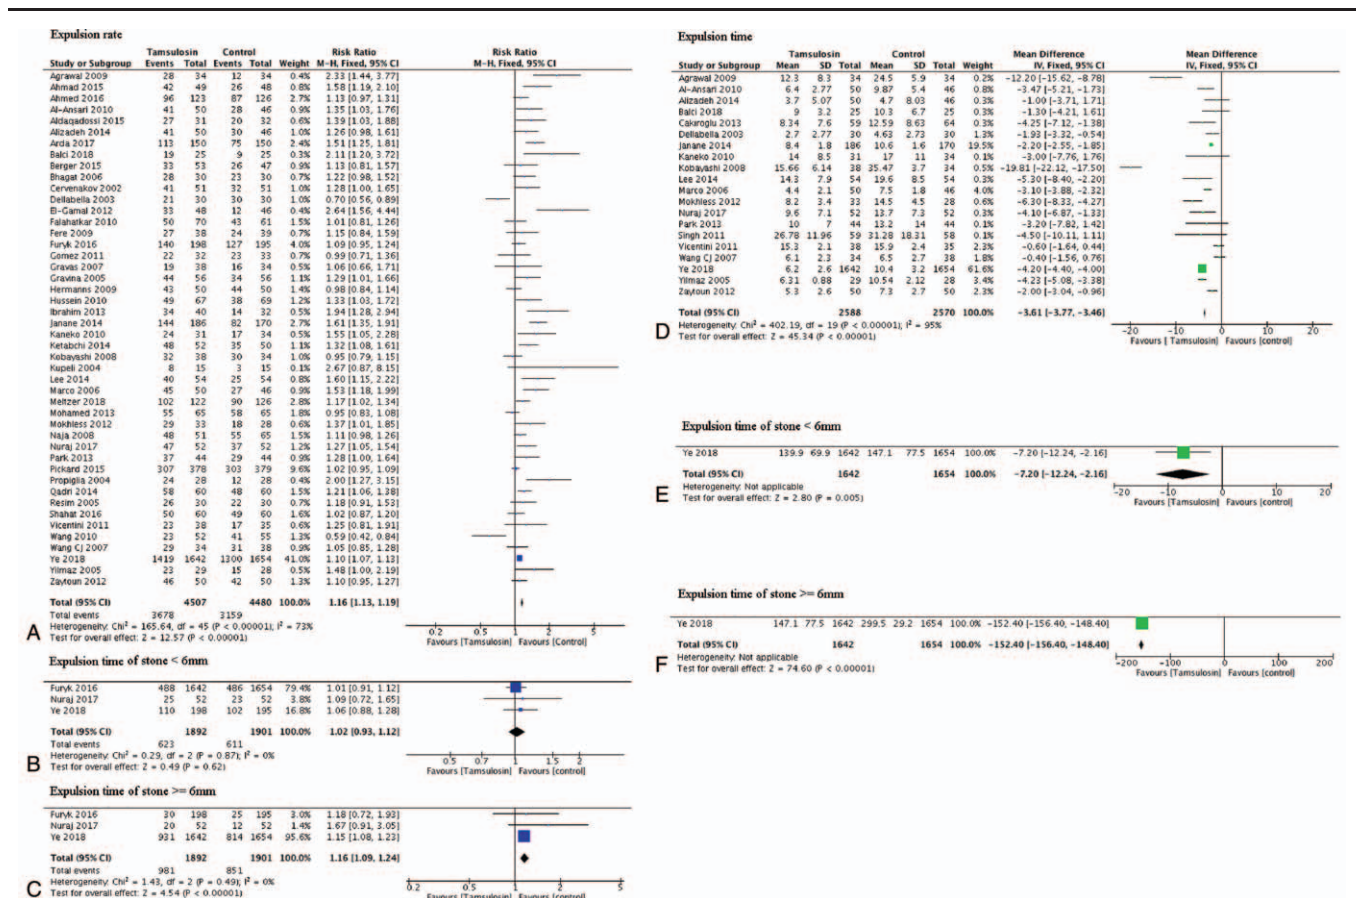 Expulsion rate
Tamsulosin Control Risk Ratio Risk Ratio
Study or Subgroup Events Total Events Total Weight M-H, Fixed, 95% CI M-H, Fixed, 95% CI
Agrawal 2009 28 34 12 34 0.4% 2.33 [1.44, 3.77]
Ahmad 2015 42 49 26 48 0.8% 1.58 [1.19, 2.10]
Ahmed 2016 96 123 87 126 2.7% 1.13 [0.97, 1.31]
Al-Ansari 2010 41 50 28 46 0.9% 1.35 [1.03, 1.76]
Aldaqadossi 2015 27 31 20 32 0.6% 1.39 [1.03, 1.88]
Alizadeh 2014 41 50 30 46 1.0% 1.26 [0.98, 1.61]
Arda 2017 113 150 75 150 2.4% 1.51 [1.25, 1.81]
Balci 2018 19 25 9 25 0.3% 2.11 [1.20, 3.72]
Berger 2015 33 53 26 47 0.9% 1.13 [0.81, 1.57]
Bhagat 2006 28 30 23 30 0.7% 1.22 [0.98, 1.52]
Cervenakov 2002 41 51 32 51 1.0% 1.28 [1.00, 1.65]
Dellabella 2003 21 30 30 30 1.0% 0.70 [0.56, 0.89]
El-Gamal 2012 33 48 12 46 0.4% 2.64 [1.56, 4.44]
Falahatkar 2010 50 70 43 61 1.4% 1.01 [0.81, 1.26]
Fere 2009 27 38 24 39 0.7% 1.15 [0.84, 1.59]
Furyk 2016 140 198 127 195 4.0% 1.09 [0.95, 1.24]
Gomez 2011 22 32 23 33 0.7% 0.99 [0.71, 1.36]
Gravas 2007 19 38 16 34 0.5% 1.06 [0.66, 1.71]
Gravina 2005 44 56 34 56 1.1% 1.29 [1.01, 1.66]
Hermanns 2009 43 50 44 50 1.4% 0.98 [0.84, 1.14]
Hussein 2010 49 67 38 69 1.2% 1.33 [1.03, 1.72]
Ibrahim 2013 34 40 14 32 0.5% 1.94 [1.28, 2.94]
Janane 2014 144 186 82 170 2.7% 1.61 [1.35, 1.91]
Kaneko 2010 24 31 17 34 0.5% 1.55 [1.05, 2.28]
Ketabchi 2014 48 52 35 50 1.1% 1.32 [1.08, 1.61]
Kobayashi 2008 32 38 30 34 1.0% 0.95 [0.79, 1.15]
Kupeli 2004 8 15 3 15 0.1% 2.67 [0.87, 8.15]
Lee 2014 40 54 25 54 0.8% 1.60 [1.15, 2.22]
Marco 2006 45 50 27 46 0.9% 1.53 [1.18, 1.99]
Meltzer 2018 102 122 90 126 2.8% 1.17 [1.02, 1.34]
Mohamed 2013 55 65 58 65 1.8% 0.95 [0.83, 1.08]
Mokhless 2012 29 33 18 28 0.6% 1.37 [1.01, 1.85]
Naja 2008 48 51 55 65 1.5% 1.11 [0.98, 1.26]
Nuraj 2017 47 52 37 52 1.2% 1.27 [1.05, 1.54]
Park 2013 37 44 29 44 0.9% 1.28 [1.00, 1.64]
Pickard 2015 307 378 303 379 9.6% 1.02 [0.95, 1.09]
Propiglia 2004 24 28 12 28 0.4% 2.00 [1.27, 3.15]
Qadri 2014 58 60 48 60 1.5% 1.21 [1.06, 1.38]
Resim 2005 26 30 22 30 0.7% 1.18 [0.91, 1.53]
Shahat 2016 50 60 49 60 1.5% 1.02 [0.87, 1.20]
Vicentini 2011 23 38 17 35 0.6% 1.25 [0.81, 1.91]
Wang 2010 23 52 41 55 1.3% 0.59 [0.42, 0.84]
Wang CJ 2007 29 34 31 38 0.9% 1.05 [0.85, 1.28]
Ye 2018 1419 1642 1300 1654 41.0% 1.10 [1.07, 1.13]
Yilmaz 2005 23 29 15 28 0.5% 1.48 [1.00, 2.19]
Zaytoun 2012 46 50 42 50 1.3% 1.10 [0.95, 1.27]
Total (95% CI) 4507 4480 100.0% 1.16 [1.13, 1.19]
Total events 3678 3159
Heterogeneity: Chi² = 165.64, df = 45 (P < 0.00001); I² = 73%
Test for overall effect: Z = 12.57 (P < 0.00001)
0.2 0.5 1 2 5
Favours [Tamsulosin] Favours [Control]
A
Expulsion time of stone < 6mm
Furyk 2016 488 1642 486 1654 79.4% 1.01 [0.91, 1.12]
Nuraj 2017 25 52 23 52 3.8% 1.09 [0.72, 1.65]
Ye 2018 110 198 102 195 16.8% 1.06 [0.88, 1.28]
Total (95% CI) 1892 1901 100.0% 1.02 [0.93, 1.12]
Total events 623 611
Heterogeneity: Chi² = 0.29, df = 2 (P = 0.87); I² = 0%
Test for overall effect: Z = 0.49 (P = 0.62)
0.5 0.7 1 1.5 2
Favours [Tamsulosin] Favours [control]
B
Expulsion time of stone >= 6mm
Furyk 2016 30 198 25 195 3.0% 1.18 [0.72, 1.93]
Nuraj 2017 20 52 12 52 1.4% 1.67 [0.91, 3.05]
Ye 2018 931 1642 814 1654 95.6% 1.15 [1.08, 1.23]
Total (95% CI) 1892 1901 100.0% 1.16 [1.09, 1.24]
Total events 981 851
Heterogeneity: Chi² = 1.43, df = 2 (P = 0.49); I² = 0%
Test for overall effect: Z = 4.54 (P < 0.00001)
0.2 0.5 1 2 5
Favours [Tamsulosin] Favours [control]
C
Expulsion time
Tamsulosin Control Mean Difference Mean Difference
Study or Subgroup Mean SD Total Mean SD Total Weight IV, Fixed, 95% CI IV, Fixed, 95% CI
Agrawal 2009 12.3 8.3 34 24.5 5.9 34 0.2% -12.20 [-15.62, -8.78]
Al-Ansari 2010 6.4 2.77 50 9.87 5.4 46 0.8% -3.47 [-5.21, -1.73]
Alizadeh 2014 3.7 5.07 50 4.7 8.03 46 0.3% -1.00 [-3.71, 1.71]
Balci 2018 9 3.2 25 10.3 6.7 25 0.3% -1.30 [-4.21, 1.61]
Cakiroglu 2013 8.34 7.6 59 12.59 8.63 64 0.3% -4.25 [-7.12, -1.38]
Dellabella 2003 2.7 2.77 30 4.63 2.73 30 1.2% -1.93 [-3.32, -0.54]
Janane 2014 8.4 1.8 186 10.6 1.6 170 19.5% -2.20 [-2.55, -1.85]
Kaneko 2010 14 8.5 31 17 11 34 0.1% -3.00 [-7.76, 1.76]
Kobayashi 2008 15.66 6.14 38 35.47 3.7 34 0.4% -19.81 [-22.12, -17.50]
Lee 2014 14.3 7.9 54 19.6 8.5 54 0.2% -5.30 [-8.40, -2.20]
Marco 2006 4.4 2.1 50 7.5 1.8 46 4.0% -3.10 [-3.88, -2.32]
Mokhless 2012 8.2 3.4 33 14.5 4.5 28 0.6% -6.30 [-8.33, -4.27]
Nuraj 2017 9.6 7.1 52 13.7 7.3 52 0.3% -4.10 [-6.87, -1.33]
Park 2013 10 7 44 13.2 14 44 0.1% -3.20 [-7.82, 1.42]
Singh 2011 26.78 11.96 59 31.28 18.31 58 0.1% -4.50 [-10.11, 1.11]
Vicentini 2011 15.3 2.1 38 15.9 2.4 35 2.2% -0.60 [-1.64, 0.44]
Wang CJ 2007 6.1 2.3 34 6.5 2.7 38 1.8% -0.40 [-1.56, 0.76]
Ye 2018 6.2 2.6 1642 10.4 3.2 1654 61.6% -4.20 [-4.40, -4.00]
Yilmaz 2005 6.31 0.88 29 10.54 2.12 28 3.4% -4.23 [-5.08, -3.38]
Zaytoun 2012 5.3 2.6 50 7.3 2.7 50 2.2% -2.00 [-3.04, -0.96]
Total (95% CI) 2588 2570 100.0% -3.61 [-3.77, -3.46]
Heterogeneity: Chi² = 402.19, df = 19 (P < 0.00001); I² = 95%
Test for overall effect: Z = 45.34 (P < 0.00001)
-20 -10 0 10 20
Favours [Tamsulosin] Favours [control]
D
Expulsion time of stone < 6mm
Ye 2018 139.9 69.9 1642 147.1 77.5 1654 100.0% -7.20 [-12.24, -2.16]
Total (95% CI) 1642 1654 100.0% -7.20 [-12.24, -2.16]
Heterogeneity: Not applicable
Test for overall effect: Z = 2.80 (P = 0.005)
-20 -10 0 10 20
Favours [Tamsulosin] Favours [control]
E
Expulsion time of stone >= 6mm
Ye 2018 147.1 77.5 1642 299.5 29.2 1654 100.0% -152.40 [-156.40, -148.40]
Total (95% CI) 1642 1654 100.0% -152.40 [-156.40, -148.40]
Heterogeneity: Not applicable
Test for overall effect: Z = 74.60 (P < 0.00001)
-200 -100 0 100 200
Favours [Tamsulosin] Favours [control]
F